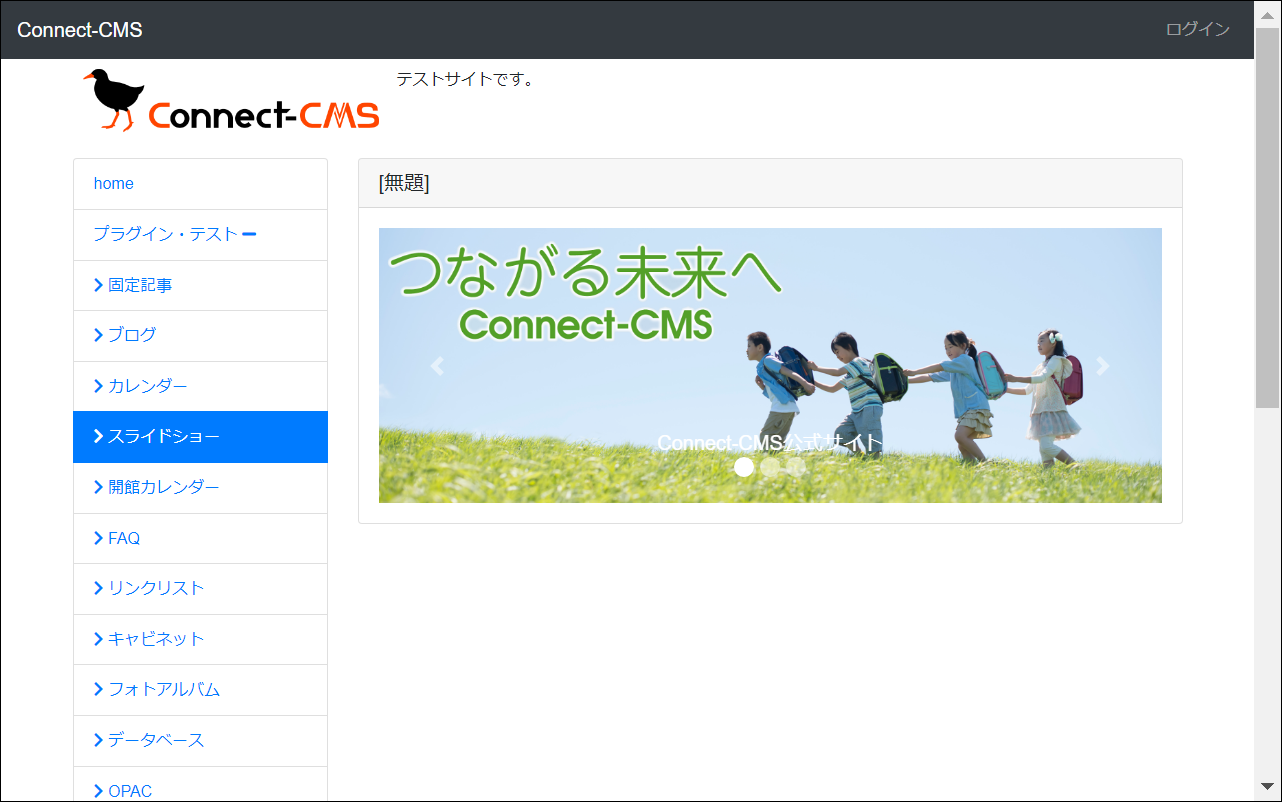 Connect-CMS
ログイン
Connect-CMS
テストサイトです。
home
プラグイン・テスト
固定記事
ブログ
カレンダー
スライドショー
開館カレンダー
FAQ
リンクリスト
キャビネット
フォトアルバム
データベース
OPAC
[無題]
つながる未来へ
Connect-CMS
Connect-CMS公式サイト